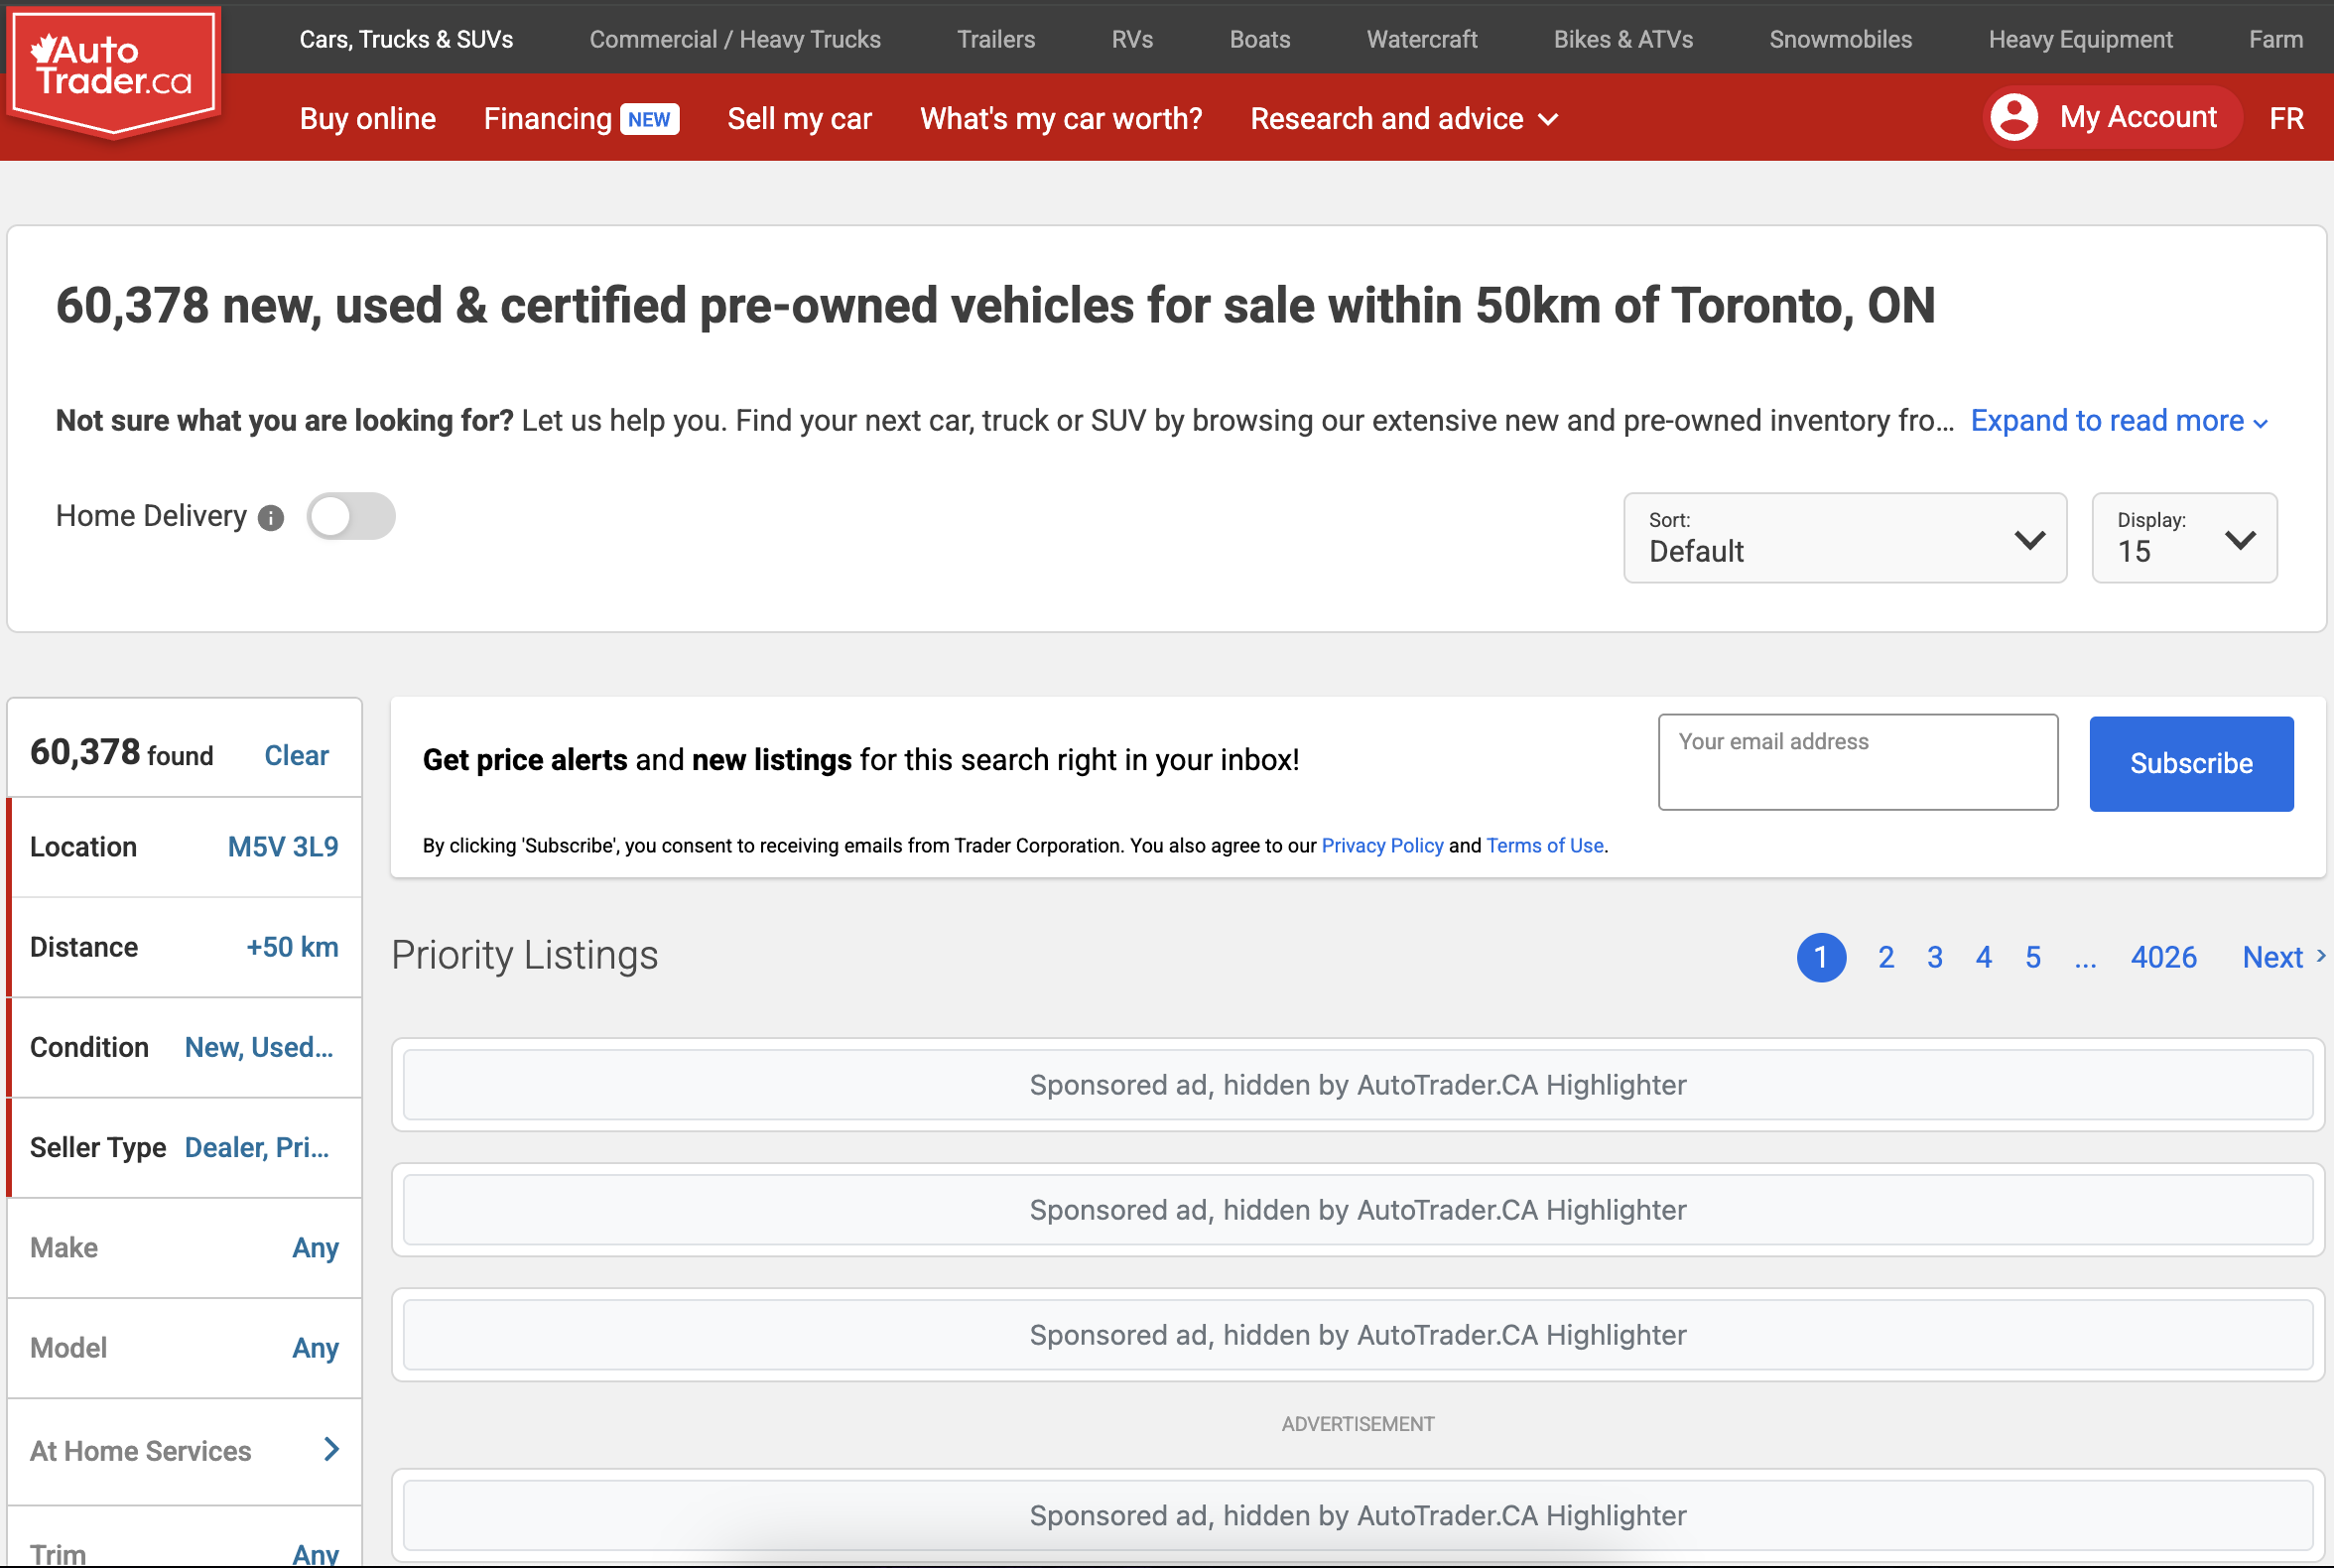 Auto
Trader.ca
Cars, Trucks & SUVs
Commercial / Heavy Trucks
Trailers
RVs
Boats
Watercraft
Bikes & ATVs
Snowmobiles
Heavy Equipment
Farm
Buy online
Financing NEW
Sell my car
What's my car worth?
Research and advice
My Account
FR
60,378 new, used & certified pre-owned vehicles for sale within 50km of Toronto, ON
Not sure what you are looking for? Let us help you. Find your next car, truck or SUV by browsing our extensive new and pre-owned inventory fro... Expand to read more
Home Delivery
Sort:
Default
Display:
15
60,378 found Clear
Location M5V 3L9
Distance +50 km
Condition New, Used...
Seller Type Dealer, Pri...
Make Any
Model Any
At Home Services
Trim Any
Get price alerts and new listings for this search right in your inbox!
Your email address
Subscribe
By clicking 'Subscribe', you consent to receiving emails from Trader Corporation. You also agree to our Privacy Policy and Terms of Use.
Priority Listings
1 2 3 4 5 ... 4026 Next
Sponsored ad, hidden by AutoTrader.CA Highlighter
Sponsored ad, hidden by AutoTrader.CA Highlighter
Sponsored ad, hidden by AutoTrader.CA Highlighter
ADVERTISEMENT
Sponsored ad, hidden by AutoTrader.CA Highlighter